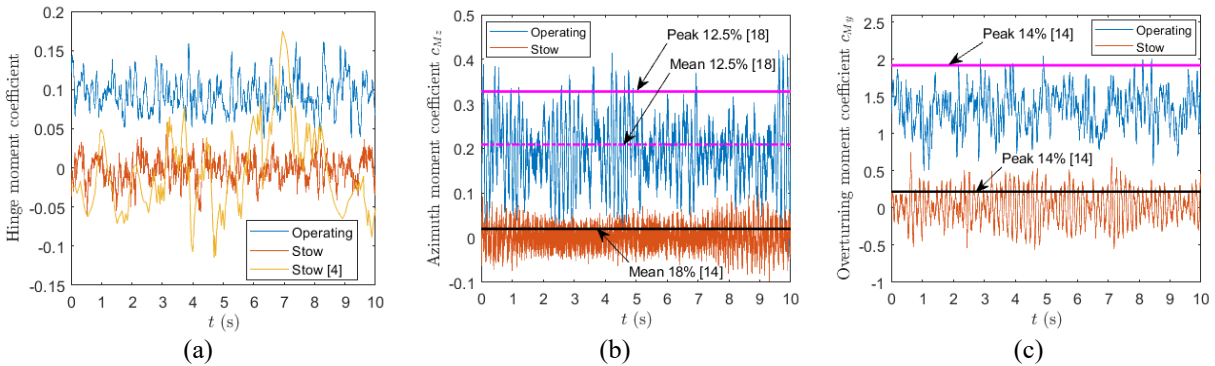 Hinge moment coefficient
0.2
0.15
0.1
0.05
0
-0.05
-0.1
-0.15
Operating
Stow
Stow [4]
0 1 2 3 4 5 6 7 8 9 10
t (s)
(a)
Azimuth moment coefficient cMz
0.5
0.4
0.3
0.2
0.1
0
-0.1
Operating
Stow
Peak 12.5% [18]
Mean 12.5% [18]
Mean 18% [14]
0 1 2 3 4 5 6 7 8 9 10
t (s)
(b)
Overturning moment coefficient cMy
2.5
2
1.5
1
0.5
0
-0.5
-1
Operating
Stow
Peak 14% [14]
Peak 14% [14]
0 1 2 3 4 5 6 7 8 9 10
t (s)
(c)